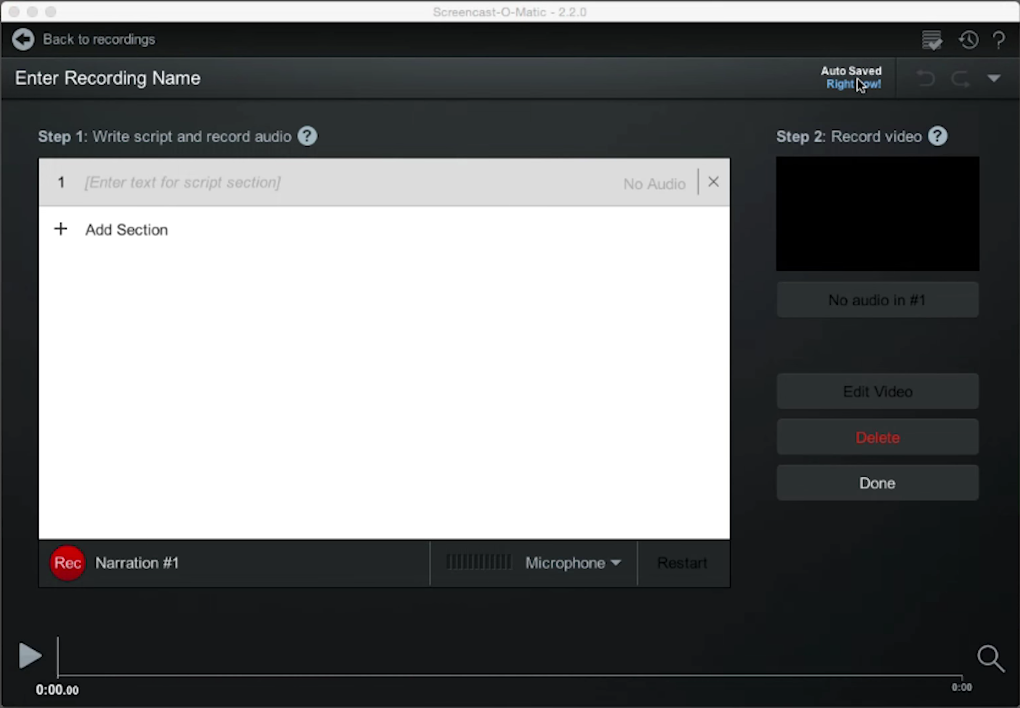 Screencast-O-Matic - 2.2.0
Back to recordings
?
Enter Recording Name
Auto Saved
Right Now!
Step 1: Write script and record audio ?
Step 2: Record video ?
1 [Enter text for script section] No Audio ×
+ Add Section
No audio in #1
Edit Video
Delete
Done
Rec Narration #1 Microphone Restart
0:00.00
0:00